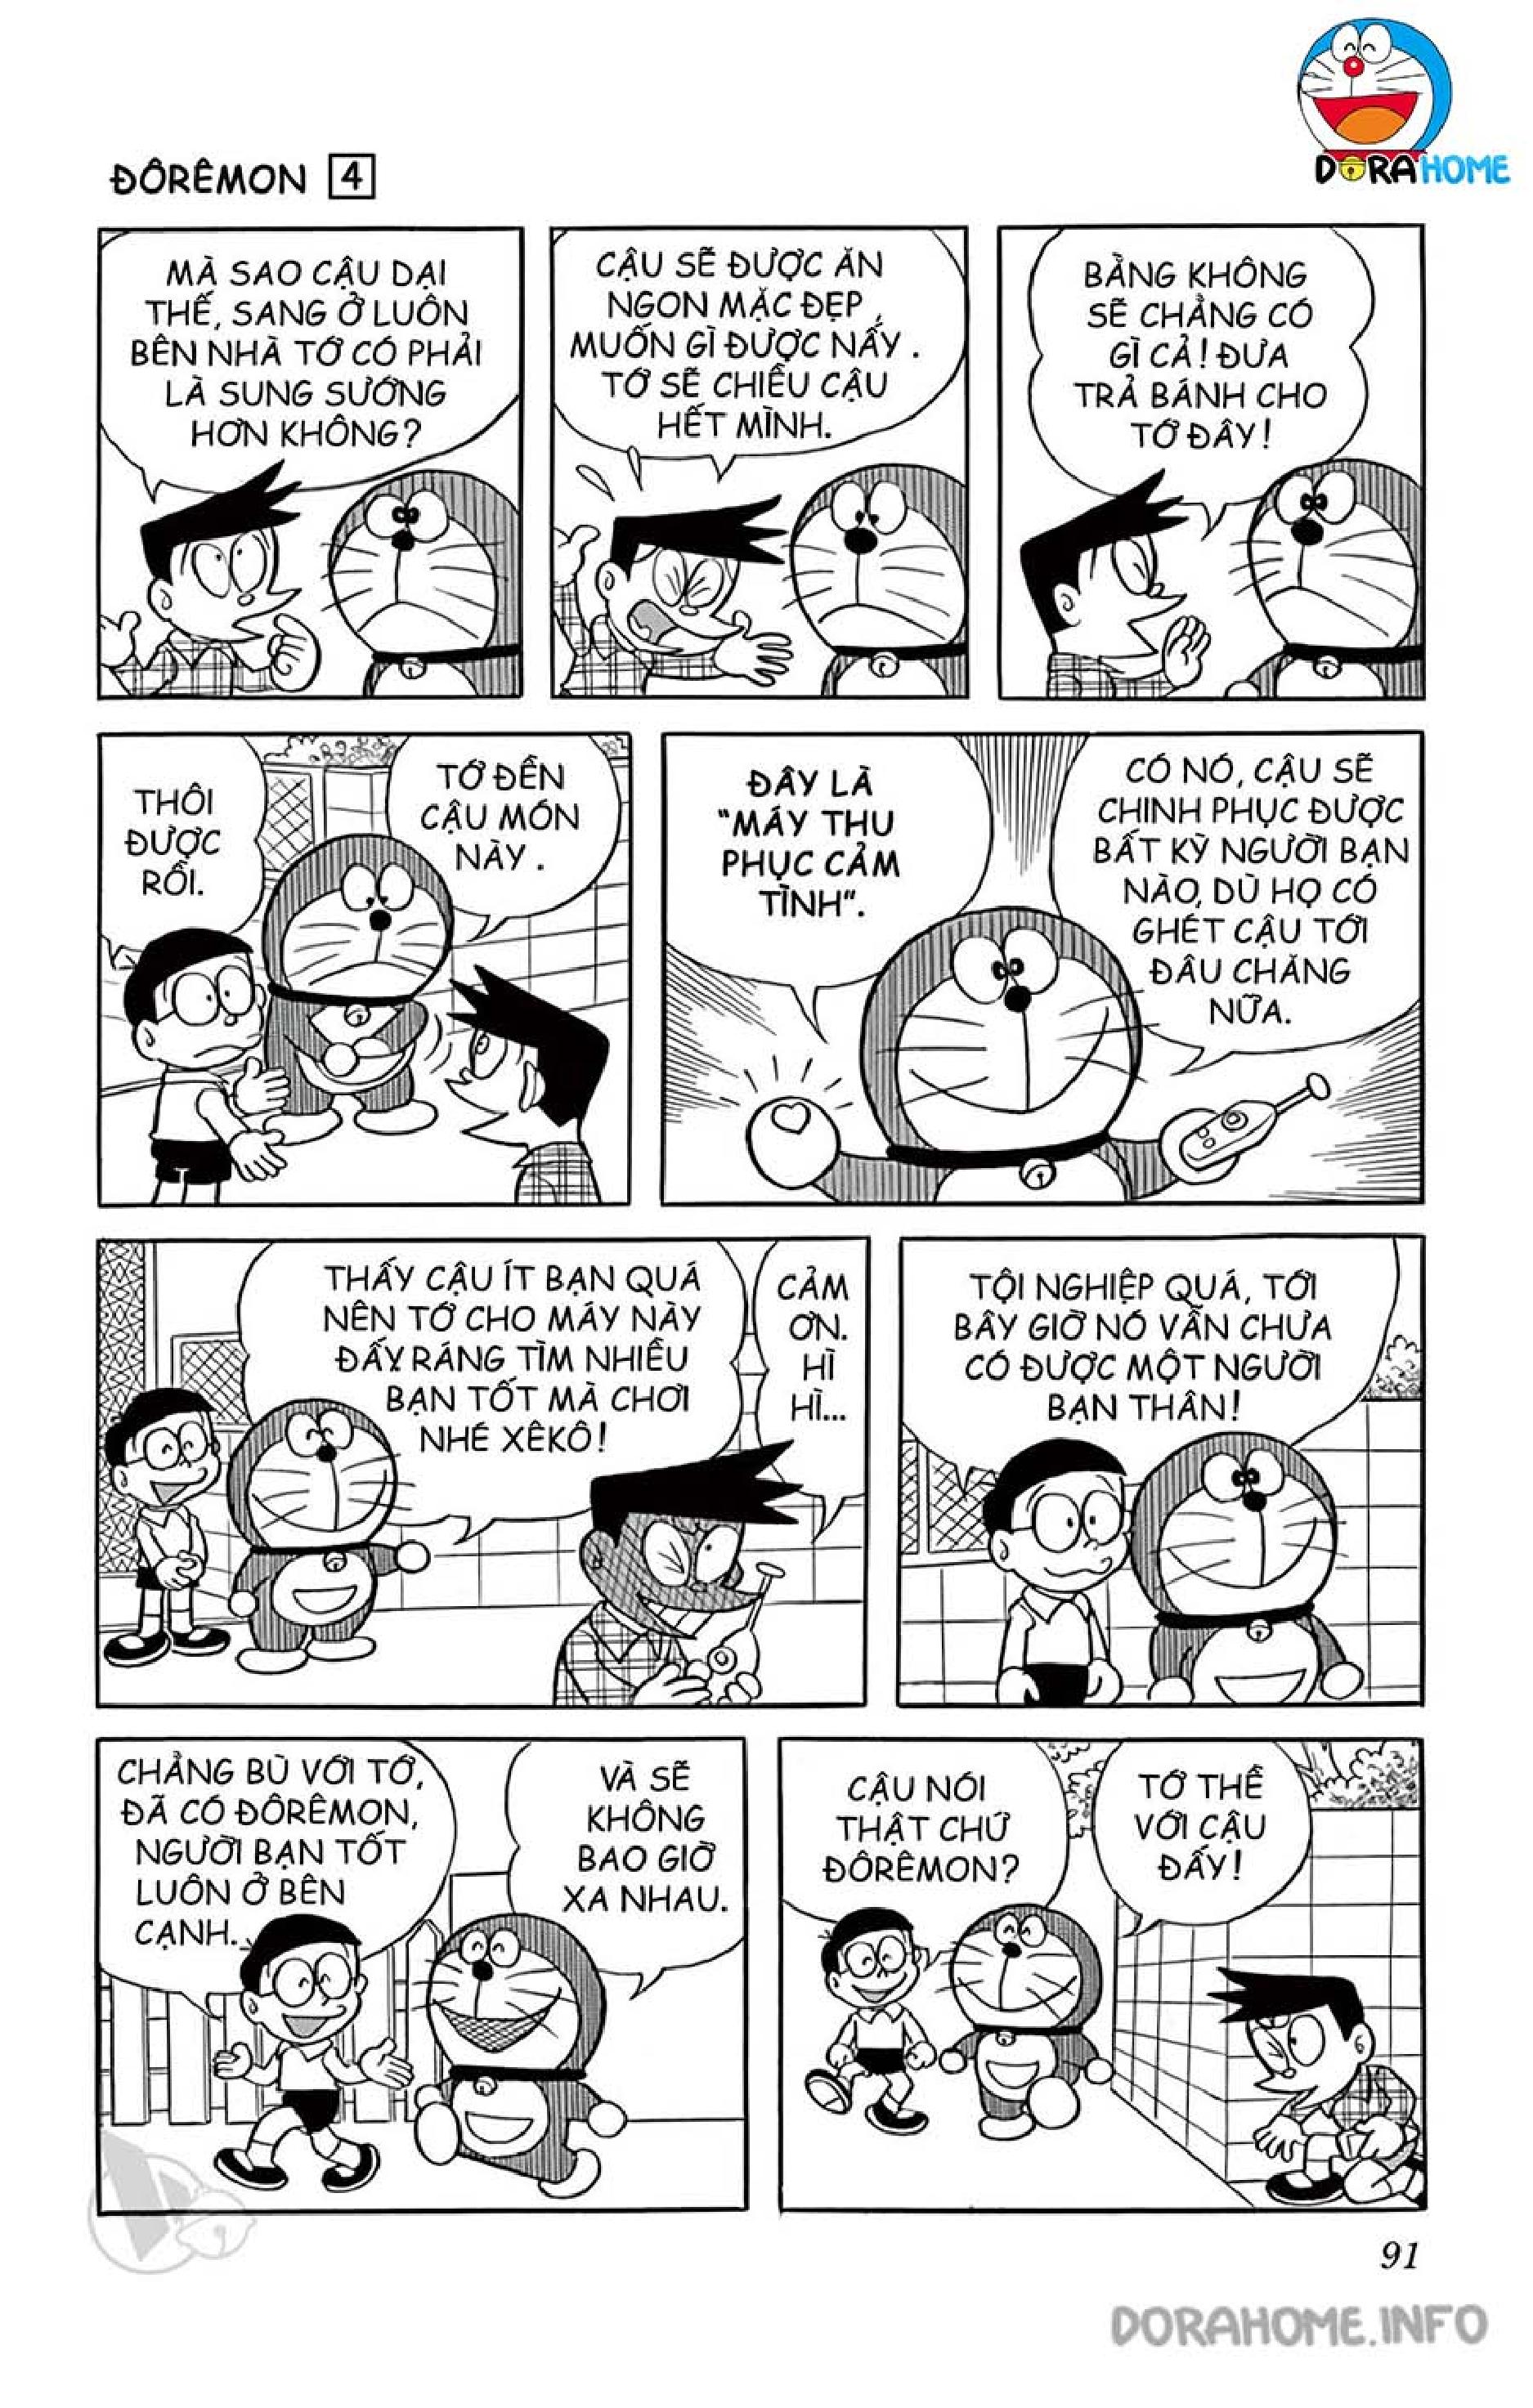 DORAHOME
ĐÔRÊMON 4
MÀ SAO CẬU DẠI
THẾ, SANG Ở LUÔN
BÊN NHÀ TỚ CÓ PHẢI
LÀ SUNG SƯỚNG
HƠN KHÔNG?
CẬU SẼ ĐƯỢC ĂN
NGON MẶC ĐẸP,
MUỐN GÌ ĐƯỢC NẤY.
TỚ SẼ CHIỀU CẬU
HẾT MÌNH.
BẰNG KHÔNG
SẼ CHẲNG CÓ
GÌ CẢ! ĐƯA
TRẢ BÁNH CHO
TỚ ĐÂY!
THÔI
ĐƯỢC
RỒI.
TỚ ĐỀN
CẬU MÓN
NÀY.
ĐÂY LÀ
"MÁY THU
PHỤC CẢM
TÌNH".
CÓ NÓ, CẬU SẼ
CHINH PHỤC ĐƯỢC
BẤT KỲ NGƯỜI BẠN
NÀO, DÙ HỌ CÓ
GHÉT CẬU TỚI
ĐÂU CHĂNG
NỮA.
THẤY CẬU ÍT BẠN QUÁ
NÊN TỚ CHO MÁY NÀY
ĐẤY. RÁNG TÌM NHIỀU
BẠN TỐT MÀ CHƠI
NHÉ XÊKÔ!
CẢM
ƠN.
HÌ
HÌ...
TỘI NGHIỆP QUÁ, TỚI
BÂY GIỜ NÓ VẪN CHƯA
CÓ ĐƯỢC MỘT NGƯỜI
BẠN THÂN!
CHẲNG BÙ VỚI TỚ,
ĐÃ CÓ ĐÔRÊMON,
NGƯỜI BẠN TỐT
LUÔN Ở BÊN
CẠNH.
VÀ SẼ
KHÔNG
BAO GIỜ
XA NHAU.
CẬU NÓI
THẬT CHỨ
ĐÔRÊMON?
TỚ THỀ
VỚI CẬU
ĐẤY!
91
DORAHOME.INFO